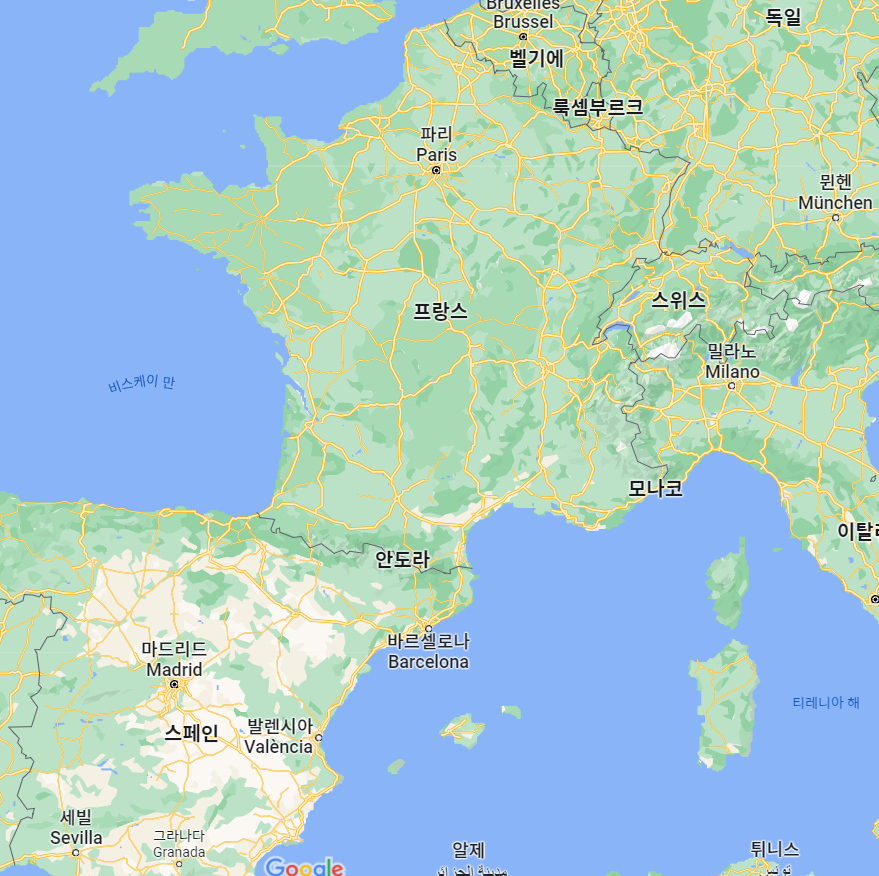 Bruxelles
Brussel
독일
벨기에
룩셈부르크
파리
Paris
뮌헨
München
프랑스
스위스
밀라노
Milano
비스케이 만
모나코
이탈리
안도라
바르셀로나
Barcelona
마드리드
Madrid
티레니아 해
스페인
발렌시아
València
세빌
Sevilla
그라나다
Granada
알제
مدينة الجزائر
튀니스
تونس
Google